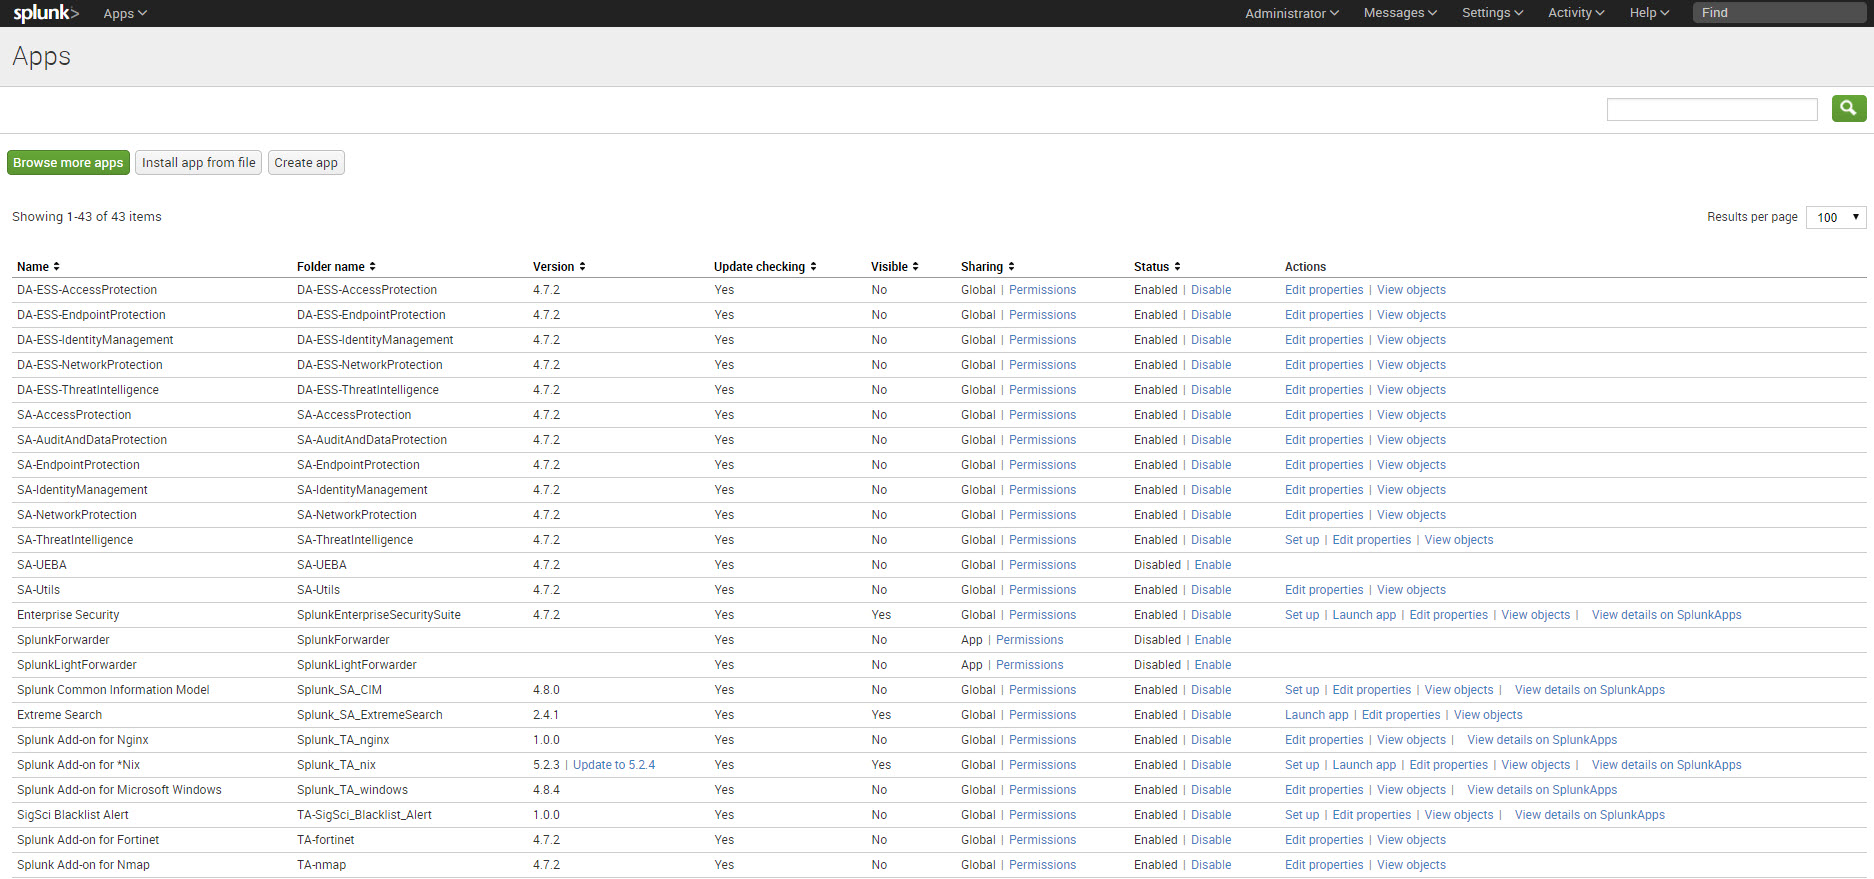 splunk> Apps Administrator Messages Settings Activity Help Find
Apps
Browse more apps Install app from file Create app
Showing 1-43 of 43 items Results per page 100
Name Folder name Version Update checking Visible Sharing Status Actions
DA-ESS-AccessProtection DA-ESS-AccessProtection 4.7.2 Yes No Global | Permissions Enabled | Disable Edit properties | View objects
DA-ESS-EndpointProtection DA-ESS-EndpointProtection 4.7.2 Yes No Global | Permissions Enabled | Disable Edit properties | View objects
DA-ESS-IdentityManagement DA-ESS-IdentityManagement 4.7.2 Yes No Global | Permissions Enabled | Disable Edit properties | View objects
DA-ESS-NetworkProtection DA-ESS-NetworkProtection 4.7.2 Yes No Global | Permissions Enabled | Disable Edit properties | View objects
DA-ESS-ThreatIntelligence DA-ESS-ThreatIntelligence 4.7.2 Yes No Global | Permissions Enabled | Disable Edit properties | View objects
SA-AccessProtection SA-AccessProtection 4.7.2 Yes No Global | Permissions Enabled | Disable Edit properties | View objects
SA-AuditAndDataProtection SA-AuditAndDataProtection 4.7.2 Yes No Global | Permissions Enabled | Disable Edit properties | View objects
SA-EndpointProtection SA-EndpointProtection 4.7.2 Yes No Global | Permissions Enabled | Disable Edit properties | View objects
SA-IdentityManagement SA-IdentityManagement 4.7.2 Yes No Global | Permissions Enabled | Disable Edit properties | View objects
SA-NetworkProtection SA-NetworkProtection 4.7.2 Yes No Global | Permissions Enabled | Disable Edit properties | View objects
SA-ThreatIntelligence SA-ThreatIntelligence 4.7.2 Yes No Global | Permissions Enabled | Disable Set up | Edit properties | View objects
SA-UEBA SA-UEBA 4.7.2 Yes No Global | Permissions Disabled | Enable
SA-Utils SA-Utils 4.7.2 Yes No Global | Permissions Enabled | Disable Edit properties | View objects
Enterprise Security SplunkEnterpriseSecuritySuite 4.7.2 Yes Yes Global | Permissions Enabled | Disable Set up | Launch app | Edit properties | View objects | View details on SplunkApps
SplunkForwarder SplunkForwarder Yes No App | Permissions Disabled | Enable
SplunkLightForwarder SplunkLightForwarder Yes No App | Permissions Disabled | Enable
Splunk Common Information Model Splunk_SA_CIM 4.8.0 Yes No Global | Permissions Enabled | Disable Set up | Edit properties | View objects | View details on SplunkApps
Extreme Search Splunk_SA_ExtremeSearch 2.4.1 Yes Yes Global | Permissions Enabled | Disable Launch app | Edit properties | View objects
Splunk Add-on for Nginx Splunk_TA_nginx 1.0.0 Yes No Global | Permissions Enabled | Disable Edit properties | View objects | View details on SplunkApps
Splunk Add-on for *Nix Splunk_TA_nix 5.2.3 | Update to 5.2.4 Yes Yes Global | Permissions Enabled | Disable Set up | Launch app | Edit properties | View objects | View details on SplunkApps
Splunk Add-on for Microsoft Windows Splunk_TA_windows 4.8.4 Yes No Global | Permissions Enabled | Disable Edit properties | View objects | View details on SplunkApps
SigSci Blacklist Alert TA-SigSci_Blacklist_Alert 1.0.0 Yes No Global | Permissions Enabled | Disable Set up | Edit properties | View objects | View details on SplunkApps
Splunk Add-on for Fortinet TA-fortinet 4.7.2 Yes No Global | Permissions Enabled | Disable Edit properties | View objects
Splunk Add-on for Nmap TA-nmap 4.7.2 Yes No Global | Permissions Enabled | Disable Edit properties | View objects